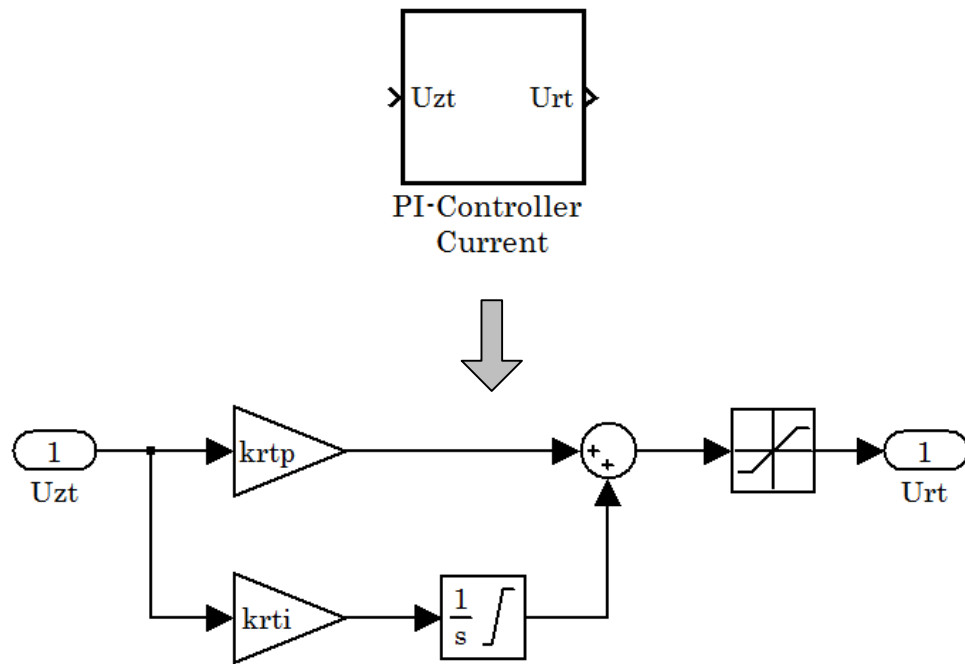 Uzt Urt
PI-Controller
Current
1 krtp + + 1
Uzt Urt
krti 1
s